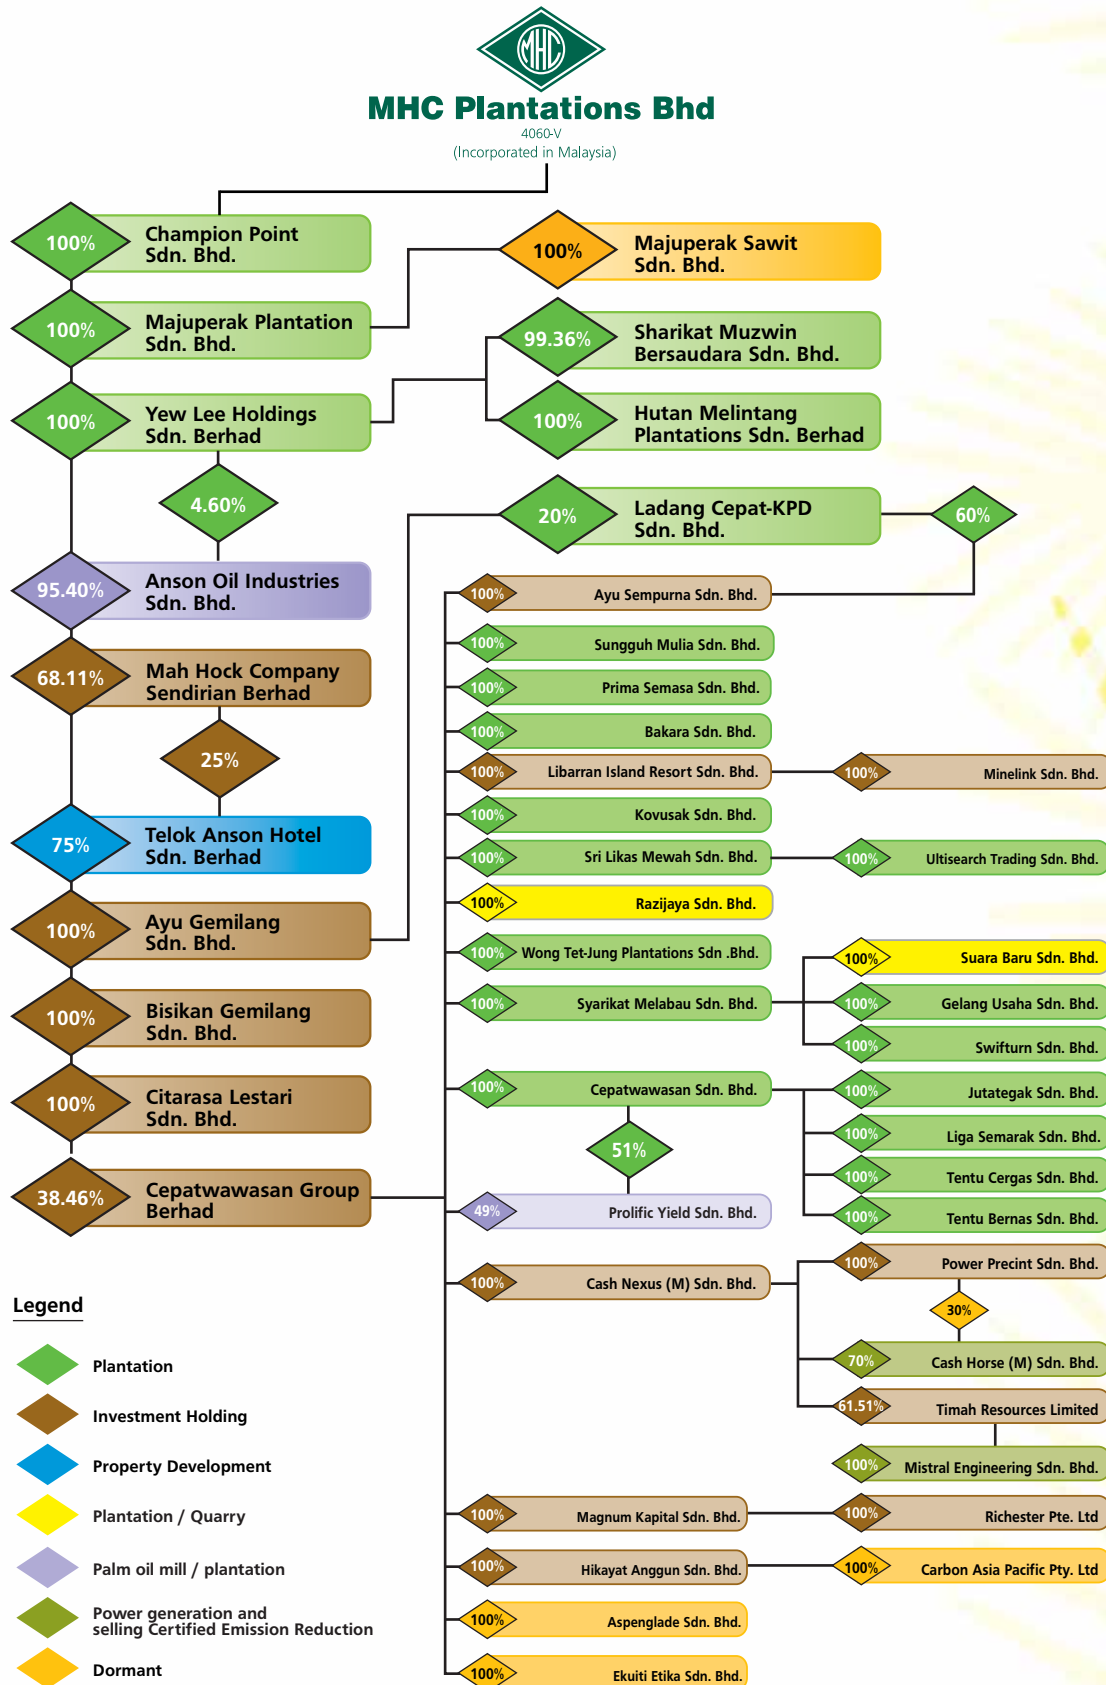 MHC
MHC Plantations Bhd
4060-V
(Incorporated in Malaysia)
100%
Champion Point
Sdn. Bhd.
100%
Majuperak Sawit
Sdn. Bhd.
100%
Majuperak Plantation
Sdn. Bhd.
99.36%
Sharikat Muzwin
Bersaudara Sdn. Bhd.
100%
Yew Lee Holdings
Sdn. Berhad
100%
Hutan Melintang
Plantations Sdn. Berhad
4.60%
20%
Ladang Cepat-KPD
Sdn. Bhd.
60%
95.40%
Anson Oil Industries
Sdn. Bhd.
68.11%
Mah Hock Company
Sendirian Berhad
25%
75%
Telok Anson Hotel
Sdn. Berhad
100%
Ayu Gemilang
Sdn. Bhd.
100%
Bisikan Gemilang
Sdn. Bhd.
100%
Citarasa Lestari
Sdn. Bhd.
38.46%
Cepatwawasan Group
Berhad
100% Ayu Sempurna Sdn. Bhd.
100% Sungguh Mulia Sdn. Bhd.
100% Prima Semasa Sdn. Bhd.
100% Bakara Sdn. Bhd.
100% Libarran Island Resort Sdn. Bhd.
100% Minelink Sdn. Bhd.
100% Kovusak Sdn. Bhd.
100% Sri Likas Mewah Sdn. Bhd.
100% Ultisearch Trading Sdn. Bhd.
100% Razijaya Sdn. Bhd.
100% Wong Tet-Jung Plantations Sdn .Bhd.
100% Syarikat Melabau Sdn. Bhd.
100% Suara Baru Sdn. Bhd.
100% Gelang Usaha Sdn. Bhd.
100% Swifturn Sdn. Bhd.
100% Cepatwawasan Sdn. Bhd.
100% Jutategak Sdn. Bhd.
100% Liga Semarak Sdn. Bhd.
100% Tentu Cergas Sdn. Bhd.
100% Tentu Bernas Sdn. Bhd.
51%
49% Prolific Yield Sdn. Bhd.
100% Cash Nexus (M) Sdn. Bhd.
100% Power Precint Sdn. Bhd.
30%
70% Cash Horse (M) Sdn. Bhd.
61.51% Timah Resources Limited
100% Mistral Engineering Sdn. Bhd.
100% Magnum Kapital Sdn. Bhd.
100% Richester Pte. Ltd
100% Hikayat Anggun Sdn. Bhd.
100% Carbon Asia Pacific Pty. Ltd
100% Aspenglade Sdn. Bhd.
100% Ekuiti Etika Sdn. Bhd.
Legend
Plantation
Investment Holding
Property Development
Plantation / Quarry
Palm oil mill / plantation
Power generation and
selling Certified Emission Reduction
Dormant